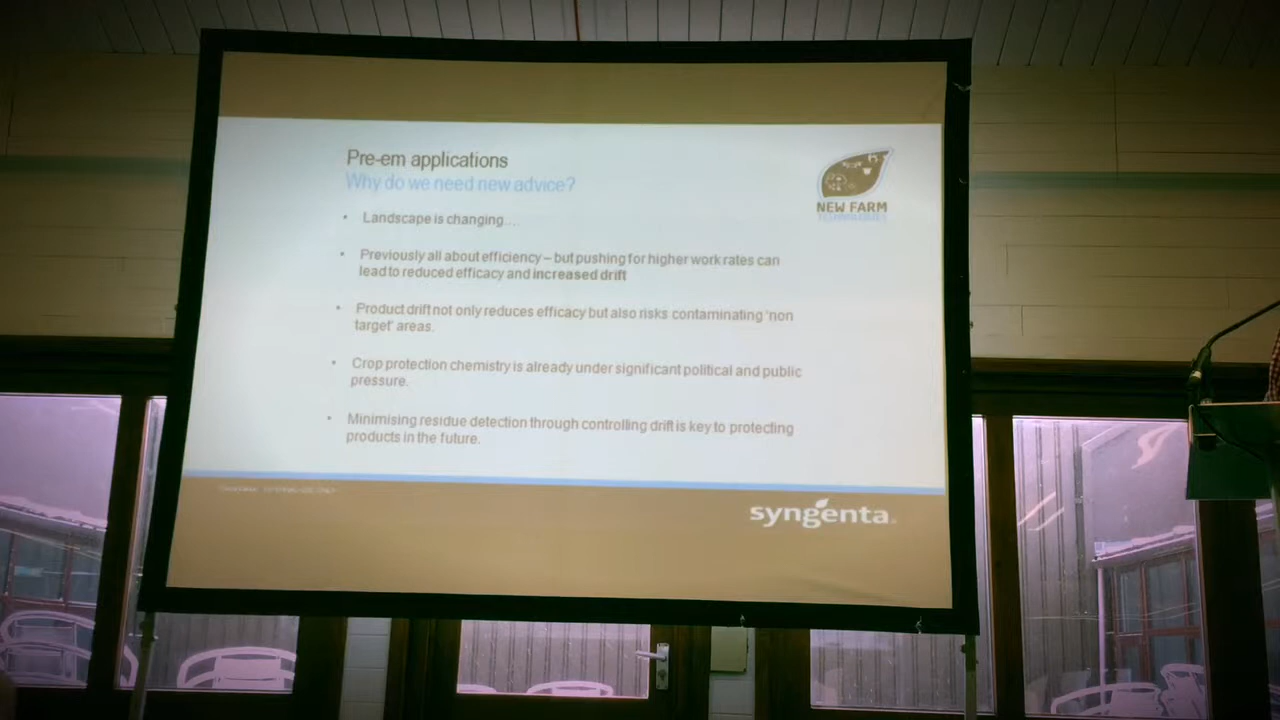 Pre-em applications
Why do we need new advice?
• Landscape is changing…
• Previously all about efficiency – but pushing for higher work rates can
lead to reduced efficacy and increased drift
• Product drift not only reduces efficacy but also risks contaminating 'non
target' areas.
• Crop protection chemistry is already under significant political and public
pressure.
• Minimising residue detection through controlling drift is key to protecting
products in the future.
NEW FARM
TECHNOLOGIES
syngenta